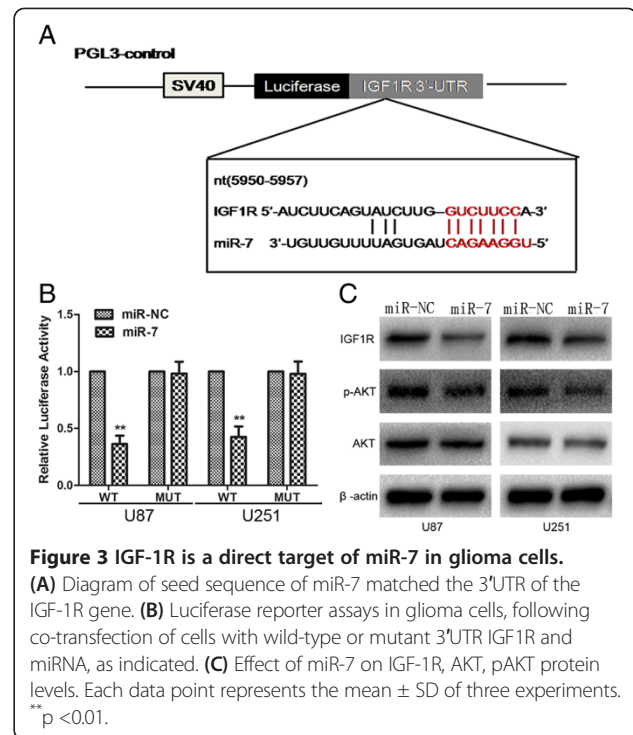 A
PGL3-control
SV40
Luciferase
IGF1R 3'-UTR
nt(5950-5957)
IGF1R 5'-AUCUUCAGUAUCUUG–GUCUUCCA-3'
miR-7 3'-UGUUGUUUUAGUGAUCAGAAGGU-5'
B
miR-NC
miR-7
Relative Luciferase Activity
1.5
1.0
0.5
0.0
**
**
WT MUT WT MUT
U87 U251
C
miR-NC miR-7 miR-NC miR-7
IGF1R
p-AKT
AKT
β-actin
U87 U251
Figure 3 IGF-1R is a direct target of miR-7 in glioma cells.
(A) Diagram of seed sequence of miR-7 matched the 3′UTR of the
IGF-1R gene. (B) Luciferase reporter assays in glioma cells, following
co-transfection of cells with wild-type or mutant 3′UTR IGF1R and
miRNA, as indicated. (C) Effect of miR-7 on IGF-1R, AKT, pAKT protein
levels. Each data point represents the mean ± SD of three experiments.
**p <0.01.